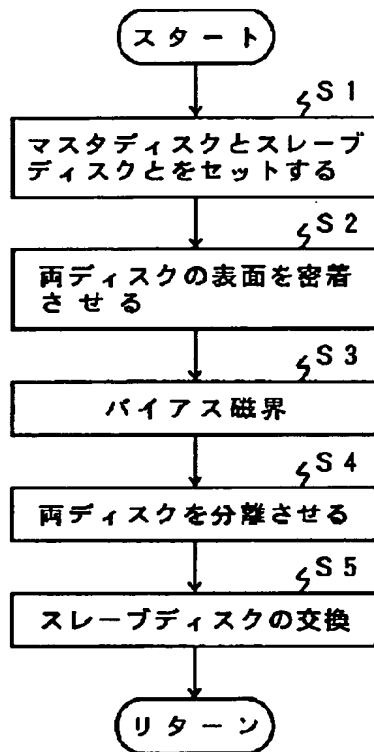 スタート
S1
マスタディスクとスレーブ
ディスクとをセットする
S2
両ディスクの表面を密着
させる
S3
バイアス磁界
S4
両ディスクを分離させる
S5
スレーブディスクの交換
リターン